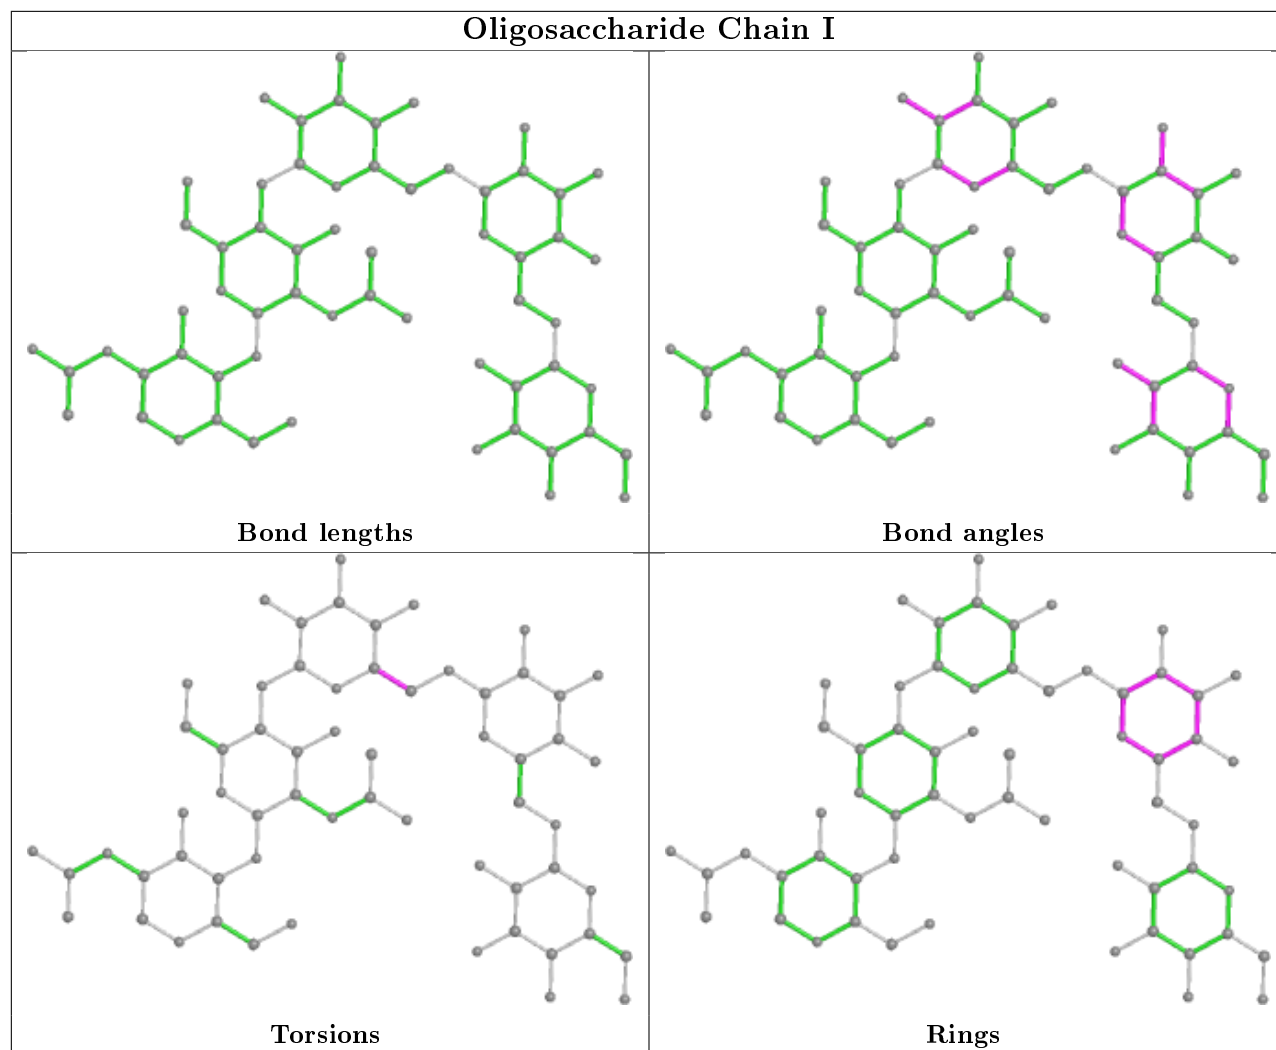 Oligosaccharide Chain I
Bond lengths
Bond angles
Torsions
Rings